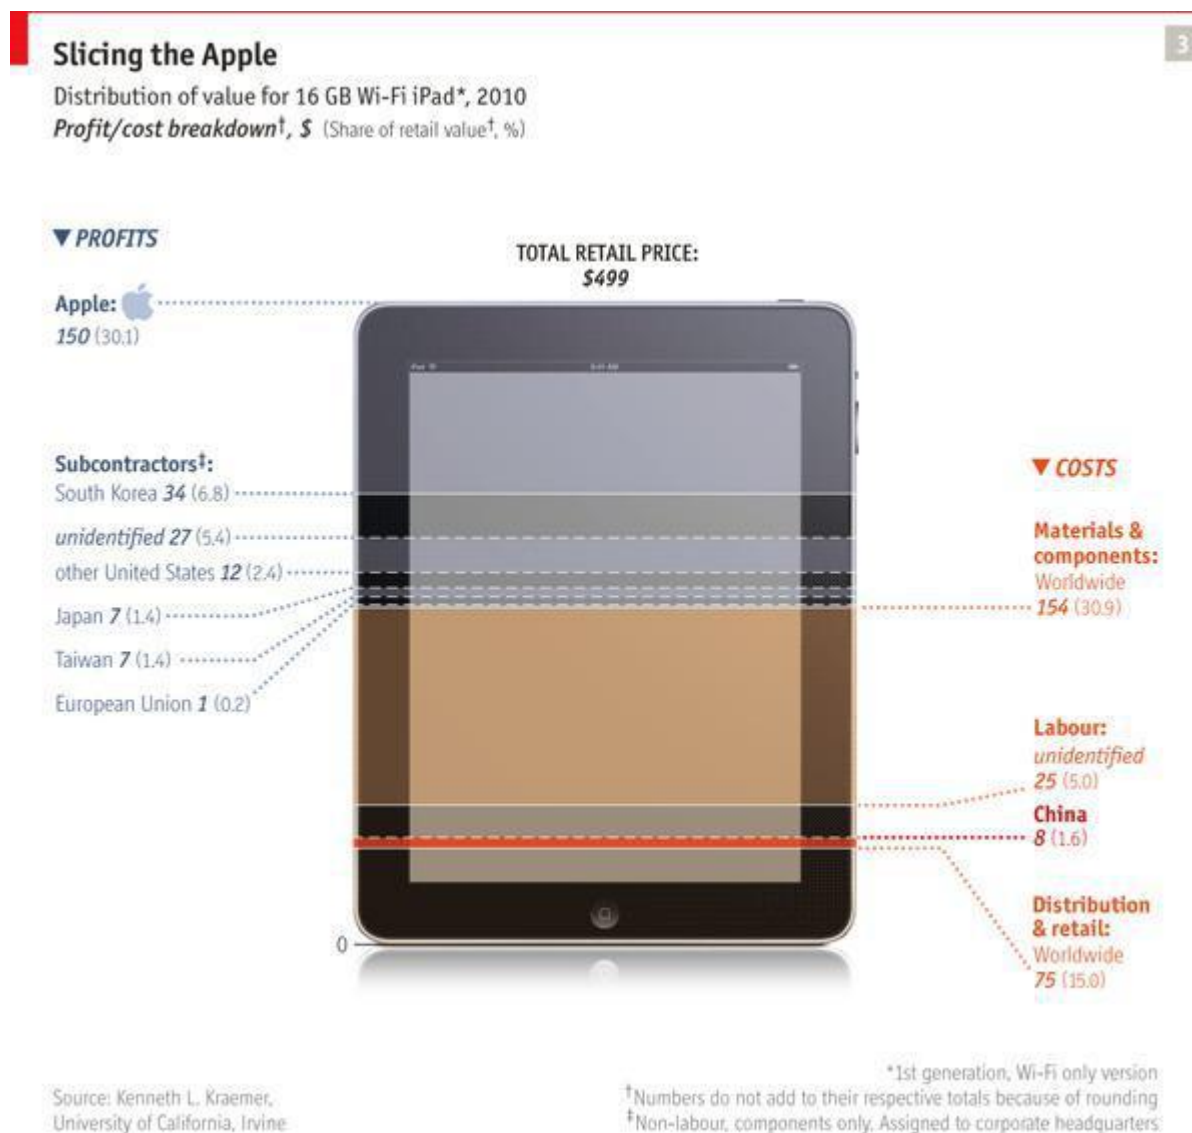 3
Slicing the Apple
Distribution of value for 16 GB Wi-Fi iPad*, 2010
Profit/cost breakdown†, $ (Share of retail value†, %)
▼ PROFITS
TOTAL RETAIL PRICE:
$499
Apple:
150 (30.1)
Subcontractors‡:
South Korea 34 (6.8)
unidentified 27 (5.4)
other United States 12 (2.4)
Japan 7 (1.4)
Taiwan 7 (1.4)
European Union 1 (0.2)
▼ COSTS
Materials &
components:
Worldwide
154 (30.9)
Labour:
unidentified
25 (5.0)
China
8 (1.6)
Distribution
& retail:
Worldwide
75 (15.0)
0
Source: Kenneth L. Kraemer,
University of California, Irvine
*1st generation, Wi-Fi only version
†Numbers do not add to their respective totals because of rounding
‡Non-labour, components only, Assigned to corporate headquarters